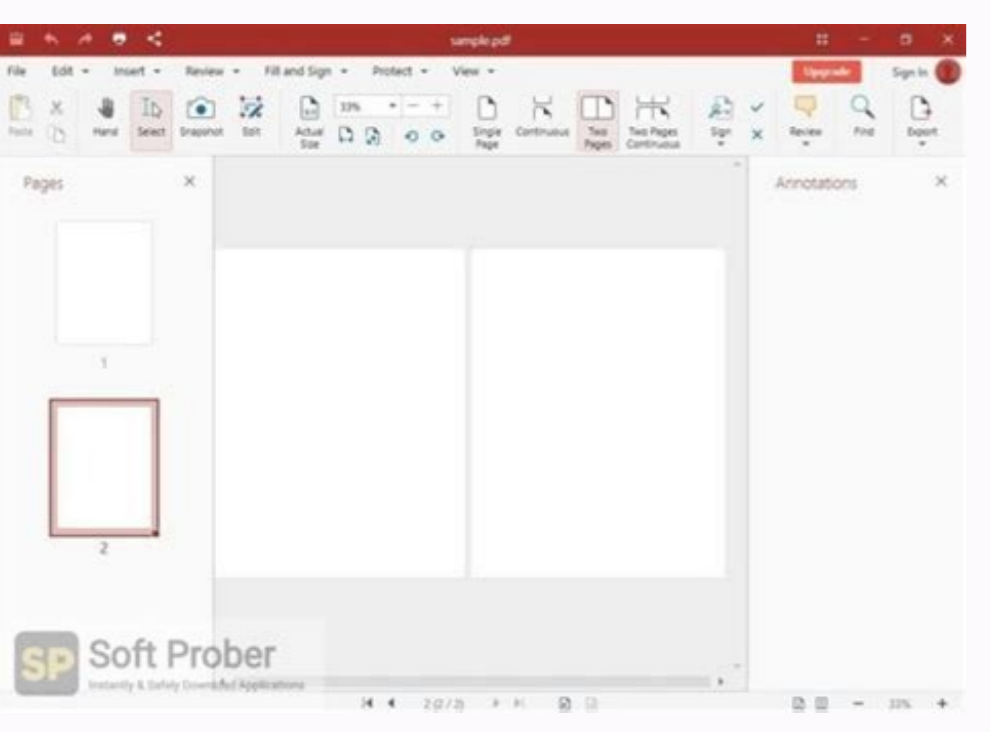 sample.pdf
File Edit Insert Review Fill and Sign Protect View Upgrade Sign In
Paste Hand Select Snapshot Edit Actual Size 33% Single Page Continuous Two Pages Two Pages Continuous Sign Review Find Export
Pages Annotations
1
2
SP Soft Prober
Instantly & Safely Download Applications
2 (2 / 2) 33%